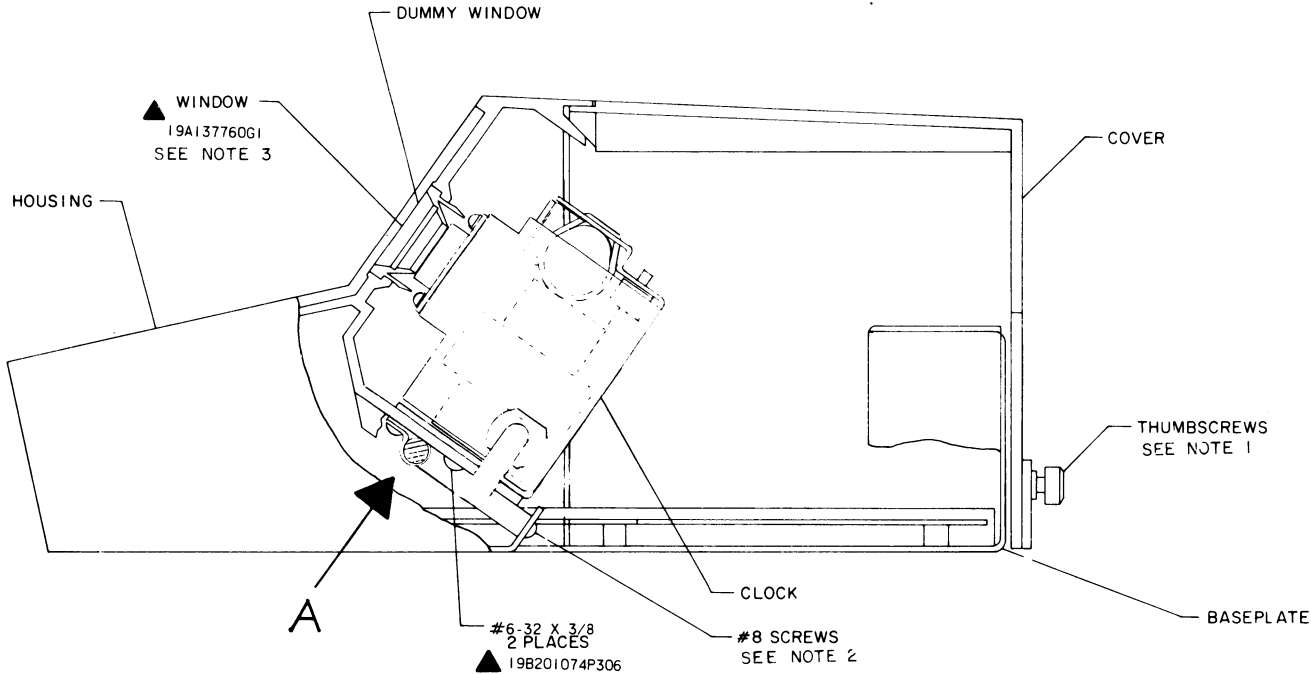 DUMMY WINDOW
WINDOW
19A137760G1
SEE NOTE 3
COVER
HOUSING
THUMBSCREWS
SEE NOTE 1
A
CLOCK
BASEPLATE
#6-32 X 3/8
2 PLACES
19B201074P306
#8 SCREWS
SEE NOTE 2